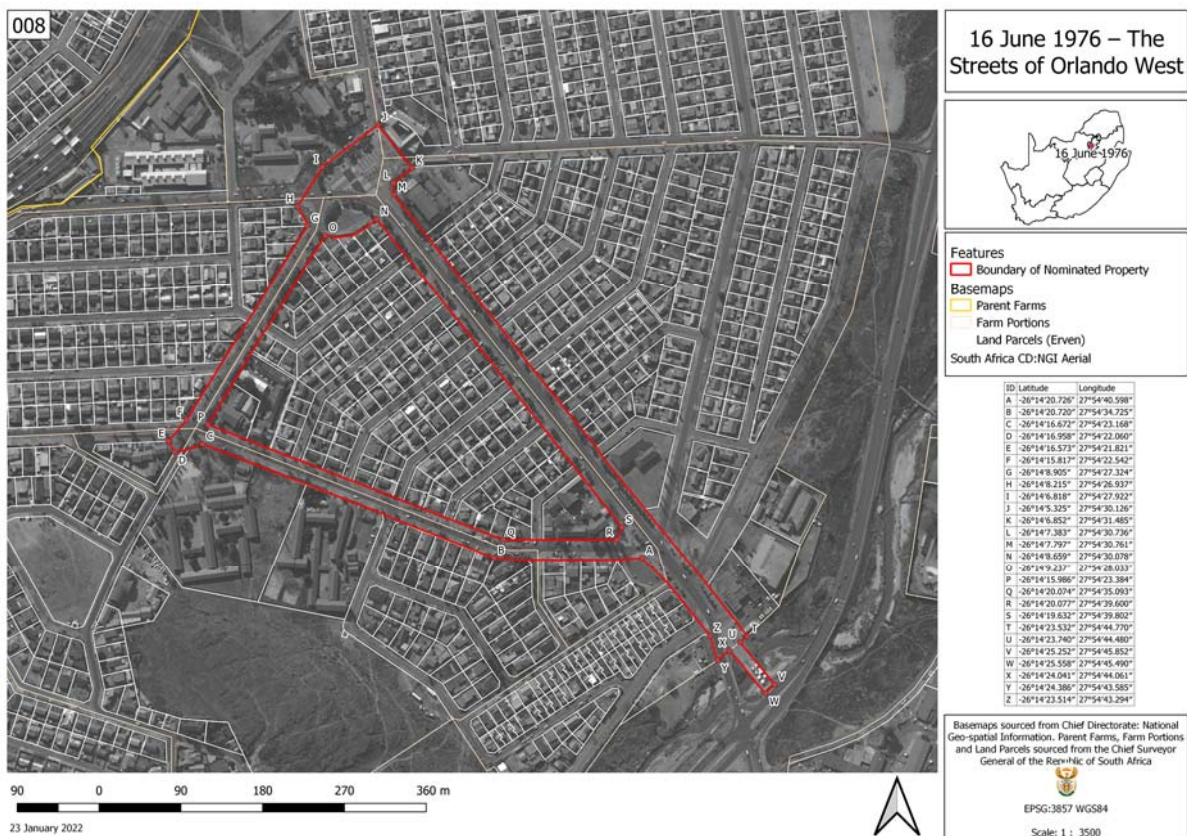 008
J
I
K
L
M
H
N
G
O
F
P
E
C
D
S
Q
R
B
A
Z
U
T
X
Y
V
W
90 0 90 180 270 360 m
23 January 2022
16 June 1976 – The
Streets of Orlando West
16 June 1976
Features
Boundary of Nominated Property
Basemaps
Parent Farms
Farm Portions
Land Parcels (Erven)
South Africa CD:NGI Aerial
ID Latitude Longitude
A -26°14'20.726" 27°54'40.598"
B -26°14'20.720" 27°54'34.725"
C -26°14'16.672" 27°54'23.168"
D -26°14'16.958" 27°54'22.060"
E -26°14'16.573" 27°54'21.821"
F -26°14'15.817" 27°54'22.542"
G -26°14'8.905" 27°54'27.324"
H -26°14'8.215" 27°54'26.937"
I -26°14'6.818" 27°54'27.922"
J -26°14'5.325" 27°54'30.126"
K -26°14'6.852" 27°54'31.485"
L -26°14'7.383" 27°54'30.736"
M -26°14'7.797" 27°54'30.761"
N -26°14'8.659" 27°54'30.078"
O -26°14'9.237" 27°54'28.033"
P -26°14'15.986" 27°54'23.384"
Q -26°14'20.074" 27°54'35.093"
R -26°14'20.077" 27°54'39.600"
S -26°14'19.632" 27°54'39.802"
T -26°14'23.532" 27°54'44.770"
U -26°14'23.740" 27°54'44.480"
V -26°14'25.252" 27°54'45.852"
W -26°14'25.558" 27°54'45.490"
X -26°14'24.041" 27°54'44.061"
Y -26°14'24.386" 27°54'43.585"
Z -26°14'23.514" 27°54'43.294"
Basemaps sourced from Chief Directorate: National
Geo-spatial Information. Parent Farms, Farm Portions
and Land Parcels sourced from the Chief Surveyor
General of the Republic of South Africa
EPSG:3857 WGS84
Scale: 1 : 3500